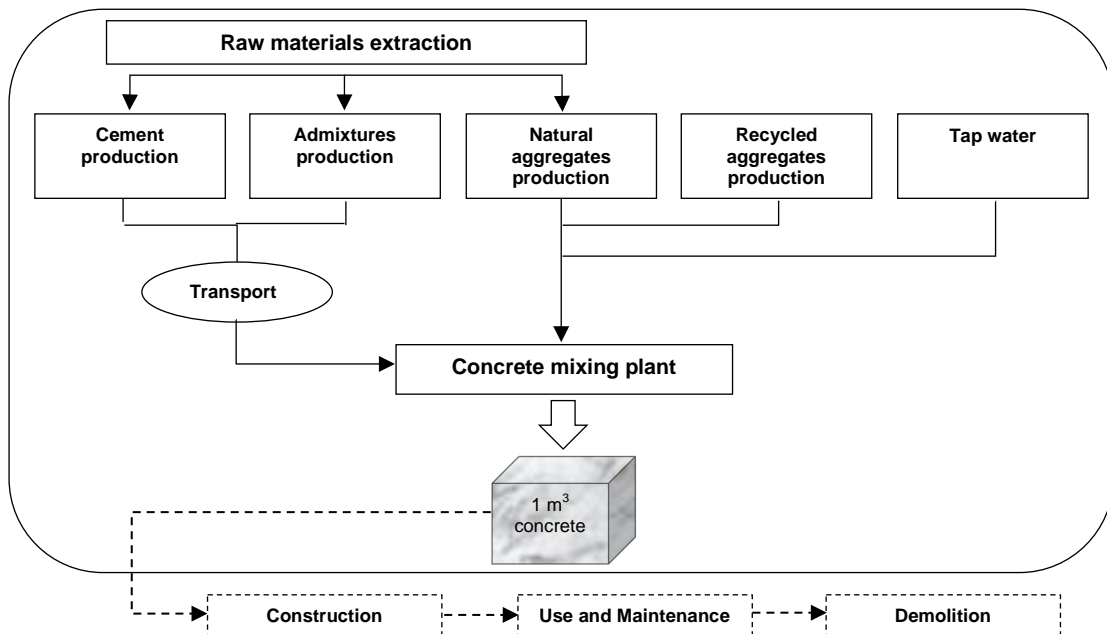 Raw materials extraction
Cement
production
Admixtures
production
Natural
aggregates
production
Recycled
aggregates
production
Tap water
Transport
Concrete mixing plant
1 m³
concrete
Construction
Use and Maintenance
Demolition